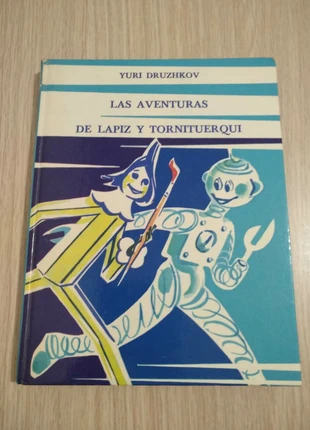 YURI DRUZHKOV
LAS AVENTURAS
DE LAPIZ Y TORNITUERQUI